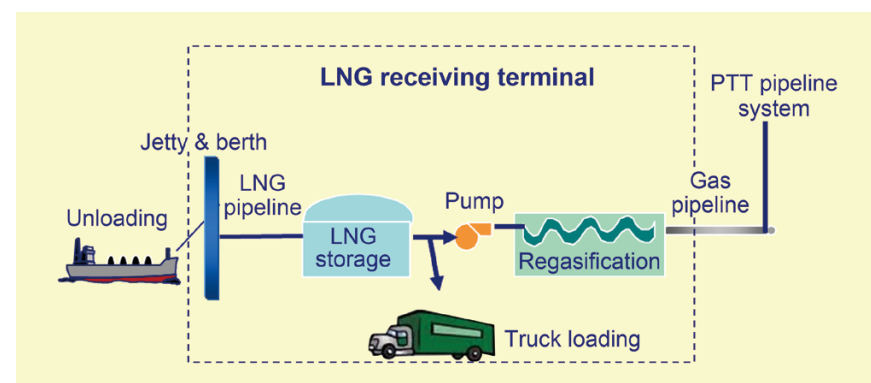 LNG receiving terminal
PTT pipeline
system
Jetty & berth
LNG
pipeline
Unloading
LNG
storage
Pump
Regasification
Gas
pipeline
Truck loading